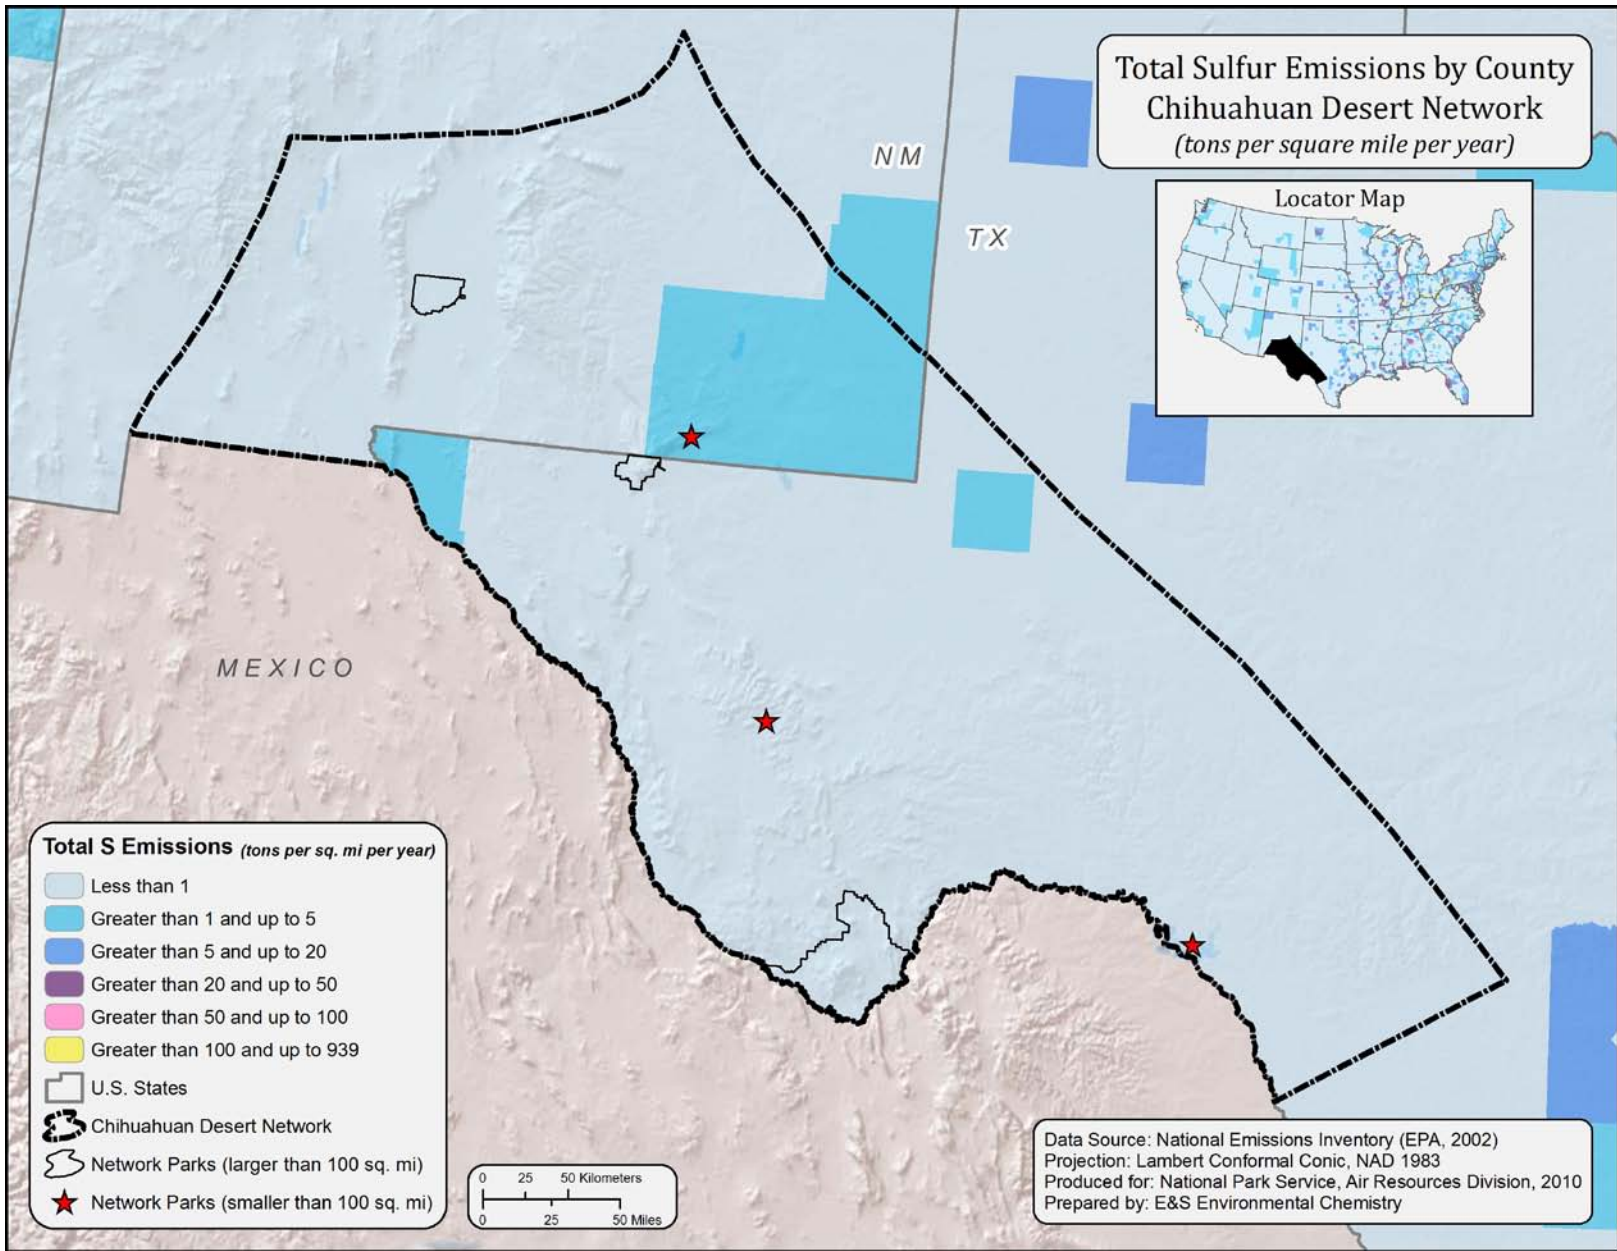 Total Sulfur Emissions by County
Chihuahuan Desert Network
(tons per square mile per year)
NM
TX
Locator Map
MEXICO
Total S Emissions (tons per sq. mi per year)
Less than 1
Greater than 1 and up to 5
Greater than 5 and up to 20
Greater than 20 and up to 50
Greater than 50 and up to 100
Greater than 100 and up to 939
U.S. States
Chihuahuan Desert Network
Network Parks (larger than 100 sq. mi)
Network Parks (smaller than 100 sq. mi)
0 25 50 Kilometers
0 25 50 Miles
Data Source: National Emissions Inventory (EPA, 2002)
Projection: Lambert Conformal Conic, NAD 1983
Produced for: National Park Service, Air Resources Division, 2010
Prepared by: E&S Environmental Chemistry